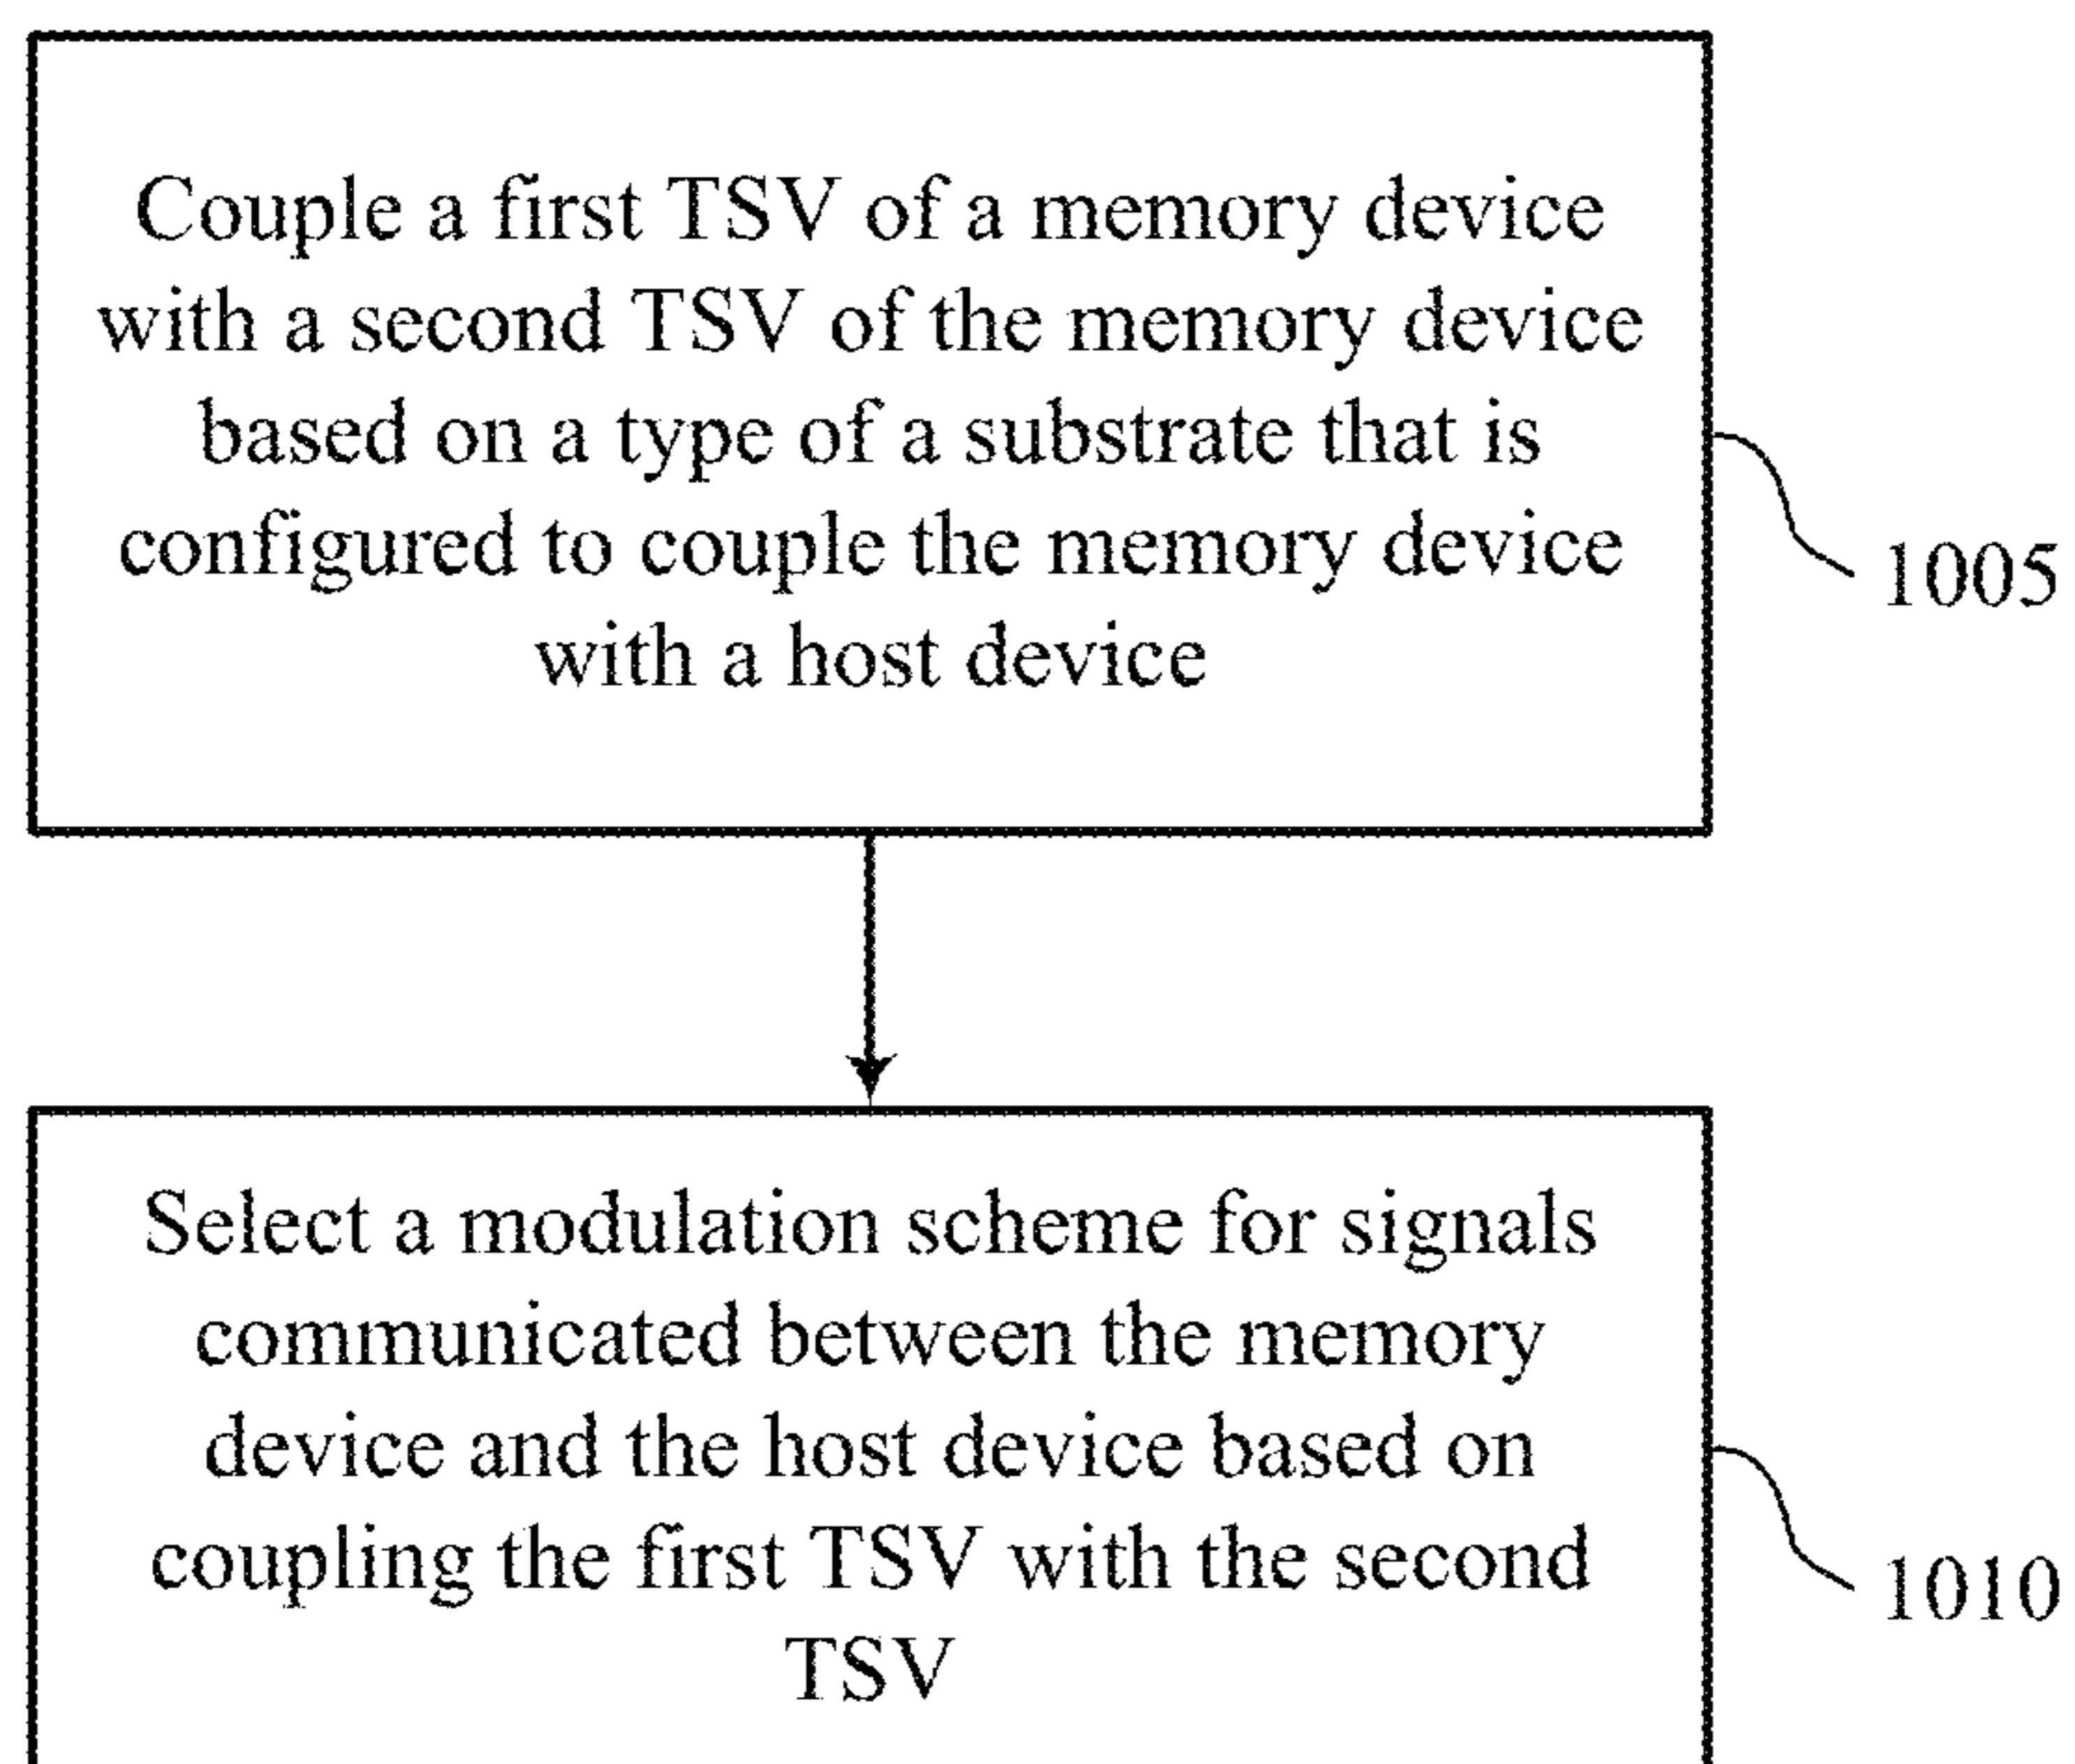 Couple a first TSV of a memory device
with a second TSV of the memory device
based on a type of a substrate that is
configured to couple the memory device
with a host device
1005
Select a modulation scheme for signals
communicated between the memory
device and the host device based on
coupling the first TSV with the second
TSV
1010